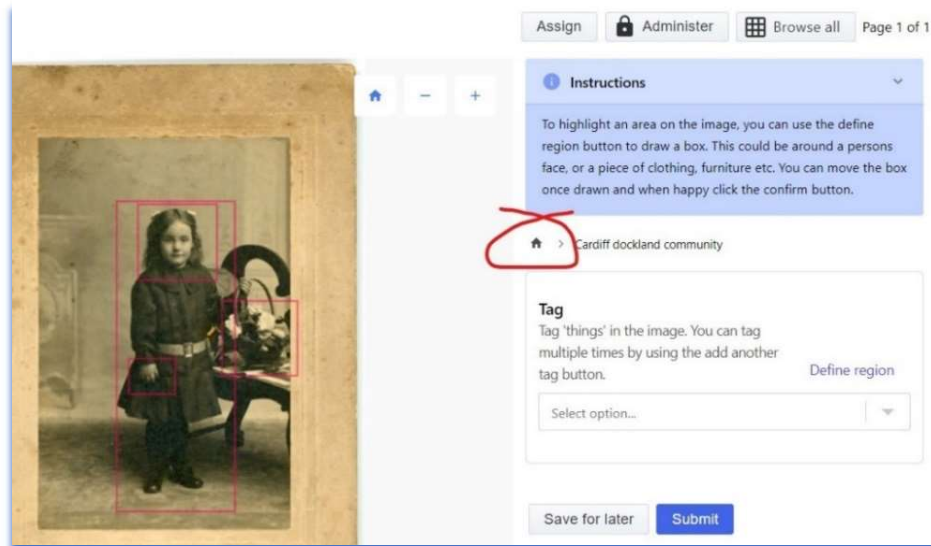 Assign
Administer
Browse all
Page 1 of 1
Instructions
To highlight an area on the image, you can use the define
region button to draw a box. This could be around a persons
face, or a piece of clothing, furniture etc. You can move the box
once drawn and when happy click the confirm button.
> Cardiff dockland community
Tag
Tag 'things' in the image. You can tag
multiple times by using the add another
tag button.
Define region
Select option...
Save for later
Submit